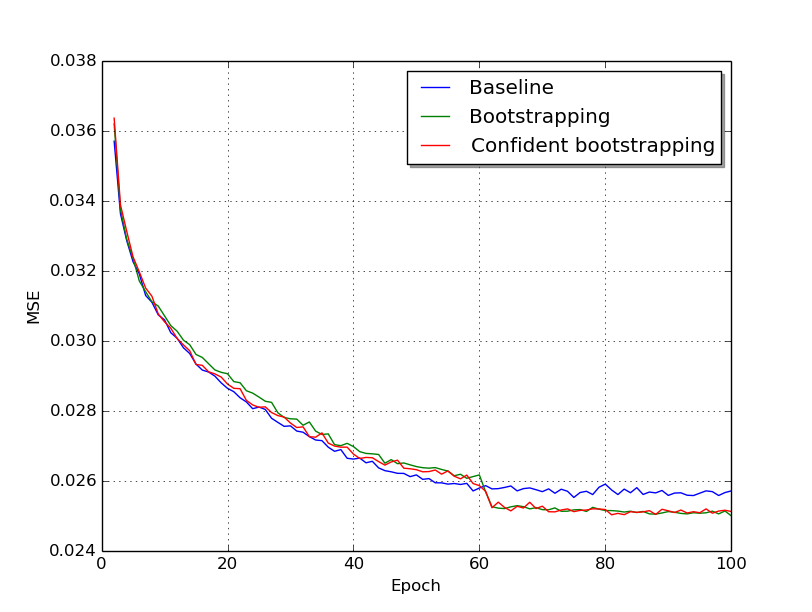 0.038
0.036
0.034
0.032
0.030
0.028
0.026
0.024
MSE
Baseline
Bootstrapping
Confident bootstrapping
0 20 40 60 80 100
Epoch